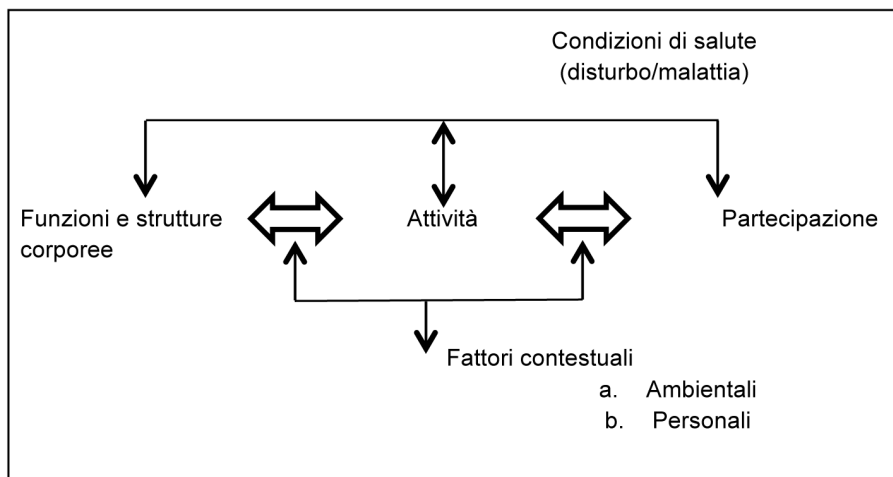 Condizioni di salute
(disturbo/malattia)
Funzioni e strutture
corporee
Attività
Partecipazione
Fattori contestuali
a. Ambientali
b. Personali